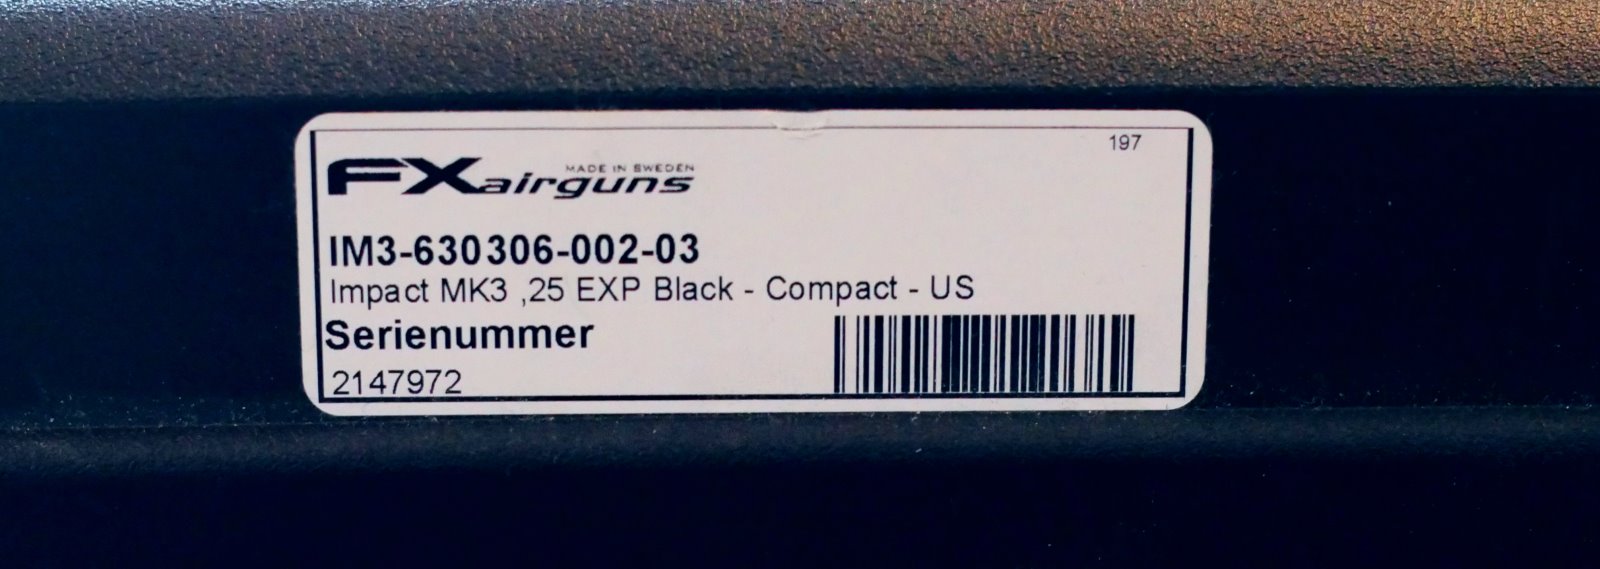 197
MADE IN SWEDEN
FXairguns
IM3-630306-002-03
Impact MK3 ,25 EXP Black - Compact - US
Serienummer
2147972